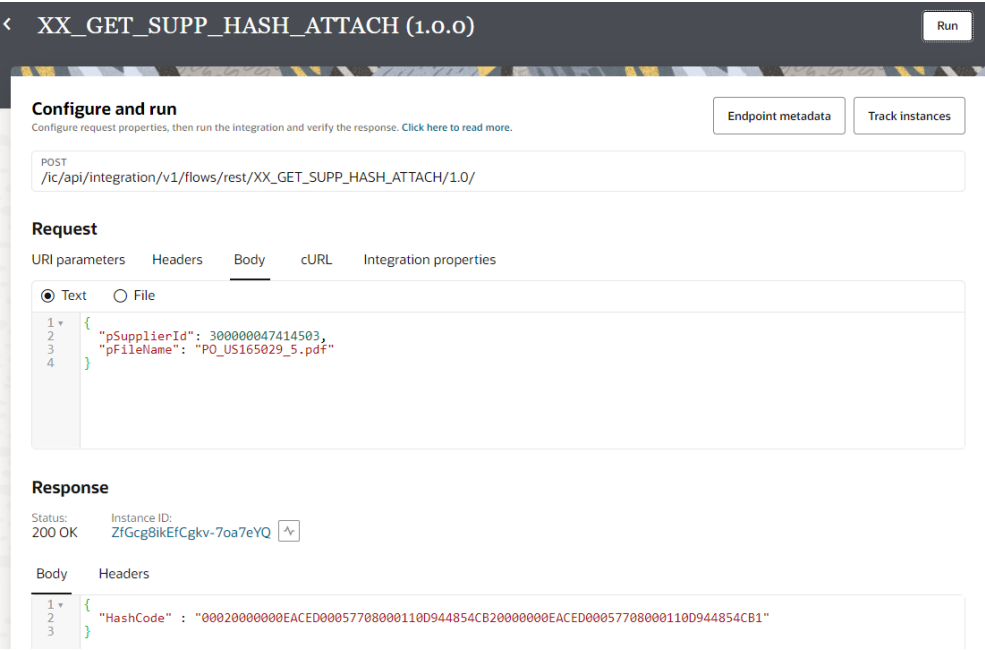 XX_GET_SUPP_HASH_ATTACH (1.0.0)
Run
Configure and run
Configure request properties, then run the integration and verify the response. Click here to read more.
Endpoint metadata
Track instances
POST
/ic/api/integration/v1/flows/rest/XX_GET_SUPP_HASH_ATTACH/1.0/
Request
URI parameters Headers Body cURL Integration properties
Text File
1 {
2 "pSupplierId": 300000047414503,
3 "pFileName": "PO_US165029_5.pdf"
4 }
Response
Status: Instance ID:
200 OK ZfGcg8ikEfCgkv-7oa7eYQ
Body Headers
1 {
2 "HashCode" : "00020000000EACED00057708000110D944854CB20000000EACED00057708000110D944854CB1"
3 }